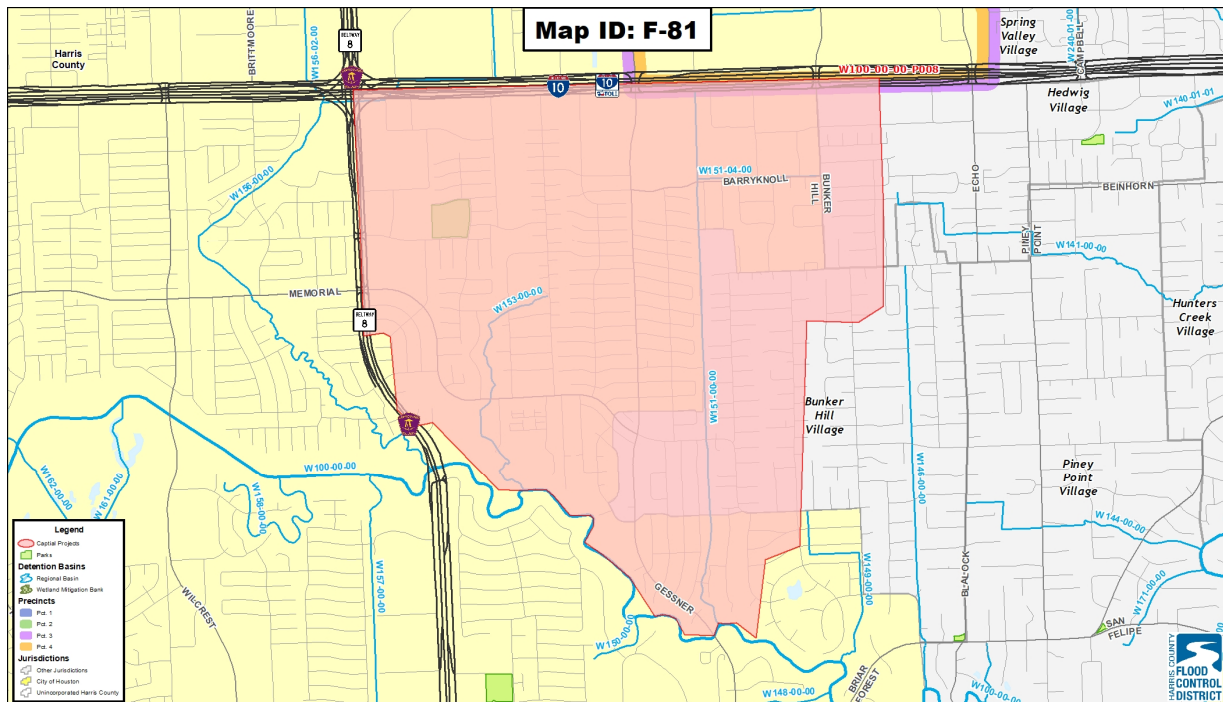 Map ID: F-81
Harris
County
BRITTMOORE
W156-02-00
BELTWAY
8
10
10
TOLL
W100-00-00-P008
Spring
Valley
Village
W240-01-00
CAMPBELL
Hedwig
Village
W140-01-01
W156-00-00
W151-04-00
BARRYKNOLL
BUNKER
HILL
ECHO
BEINHORN
PINEY
POINT
W141-00-00
MEMORIAL
W153-00-00
BELTWAY
8
Hunters
Creek
Village
W151-00-00
Bunker
Hill
Village
W100-00-00
W162-00-00
W161-00-00
W158-00-00
W146-00-00
Piney
Point
Village
W144-00-00
W157-00-00
WILCREST
GESSNER
W149-00-00
BLALOCK
W171-00-00
SAN
FELIPE
W150-00-00
BRIAR
FOREST
W148-00-00
W100-00-00
Legend
Captial Projects
Parks
Detention Basins
Regional Basin
Wetland Mitigation Bank
Precincts
Pct. 1
Pct. 2
Pct. 3
Pct. 4
Jurisdictions
Other Jurisdictions
City of Houston
Unincorporated Harris County
HARRIS COUNTY
FLOOD
CONTROL
DISTRICT